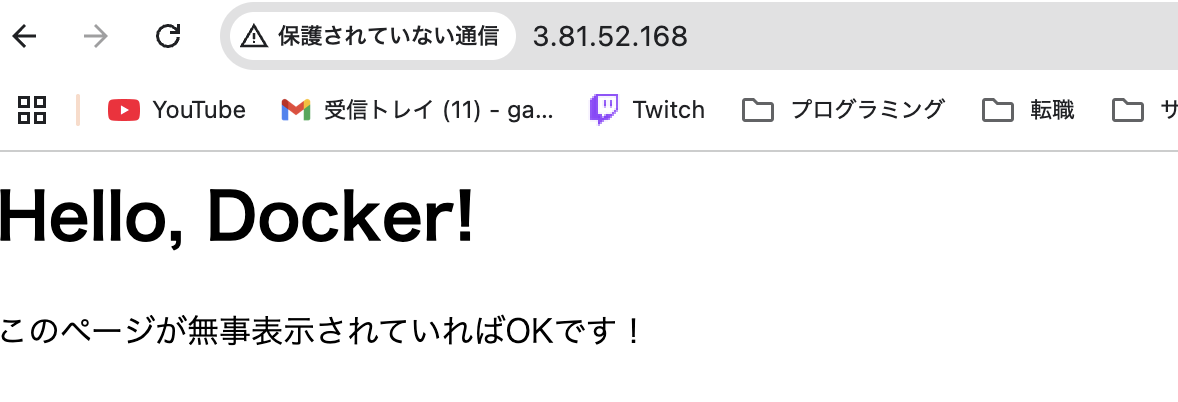 保護されていない通信 3.81.52.168
YouTube 受信トレイ (11) - ga... Twitch プログラミング 転職 サ
Hello, Docker!
このページが無事表示されていればOKです！